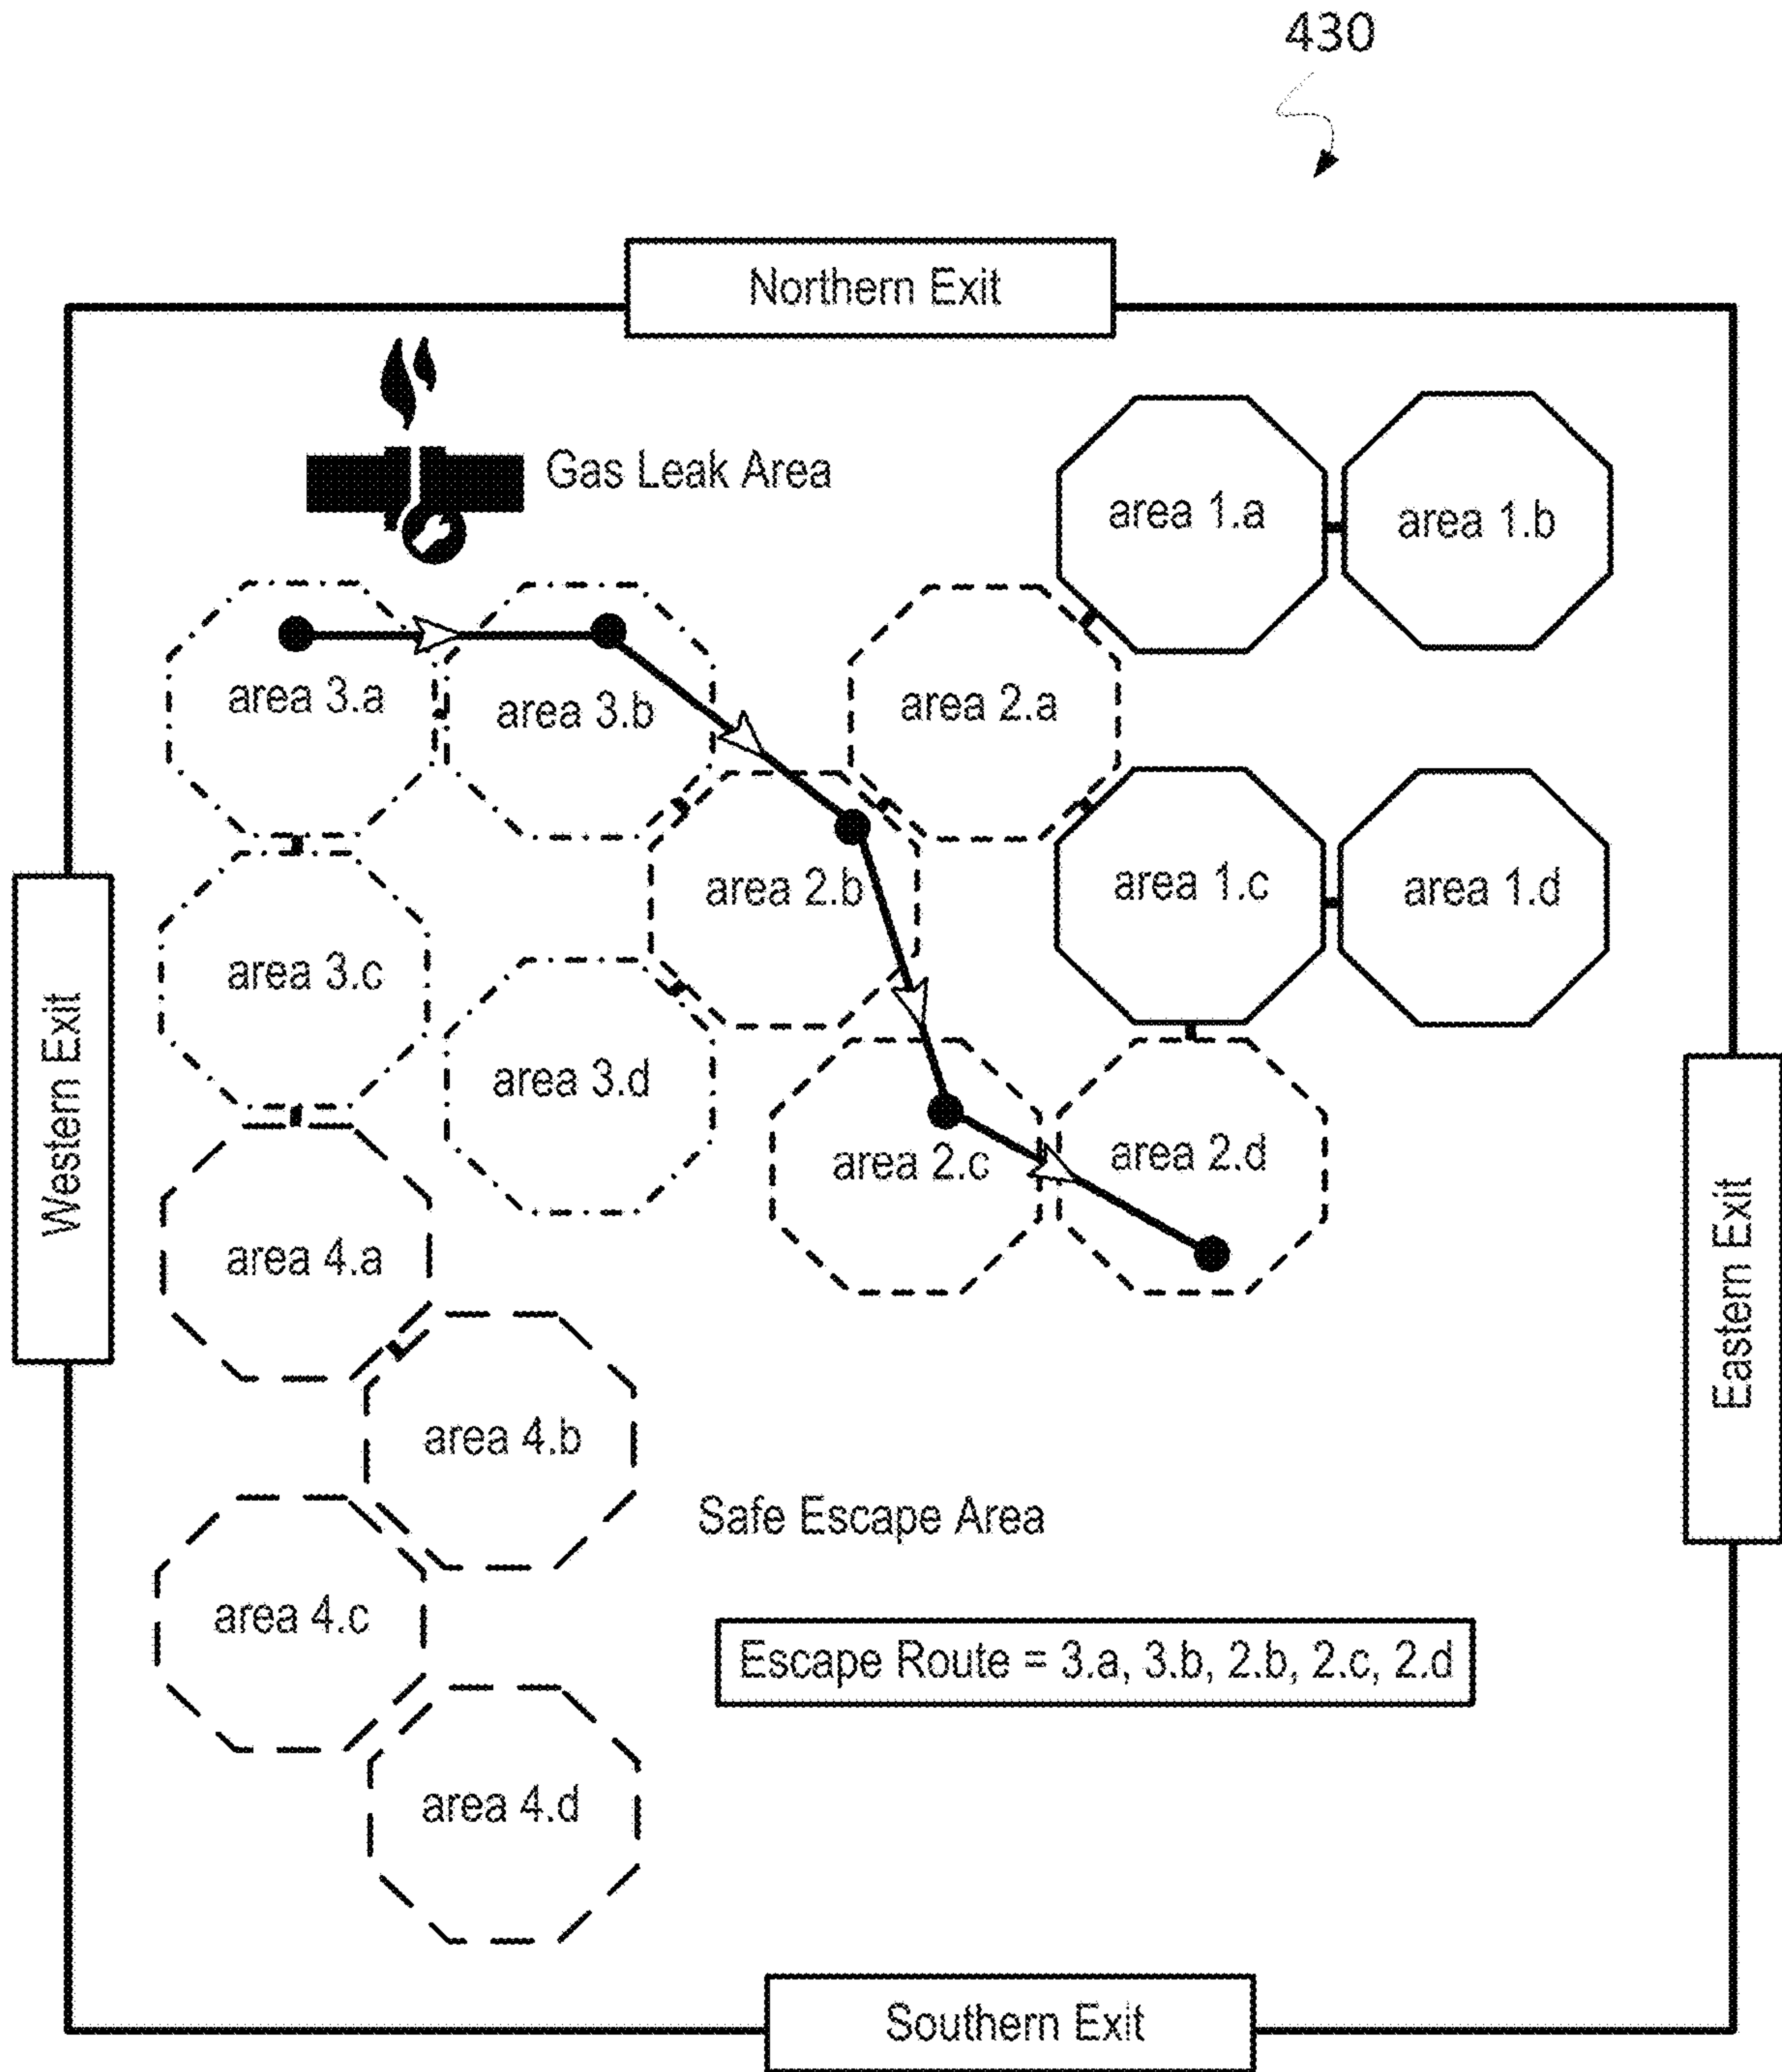 430
Northern Exit
Gas Leak Area
area 1.a
area 1.b
area 3.a
area 3.b
area 2.a
area 2.b
area 1.c
area 1.d
area 3.c
area 3.d
area 2.c
area 2.d
Western Exit
Eastern Exit
area 4.a
area 4.b
Safe Escape Area
area 4.c
Escape Route = 3.a, 3.b, 2.b, 2.c, 2.d
area 4.d
Southern Exit